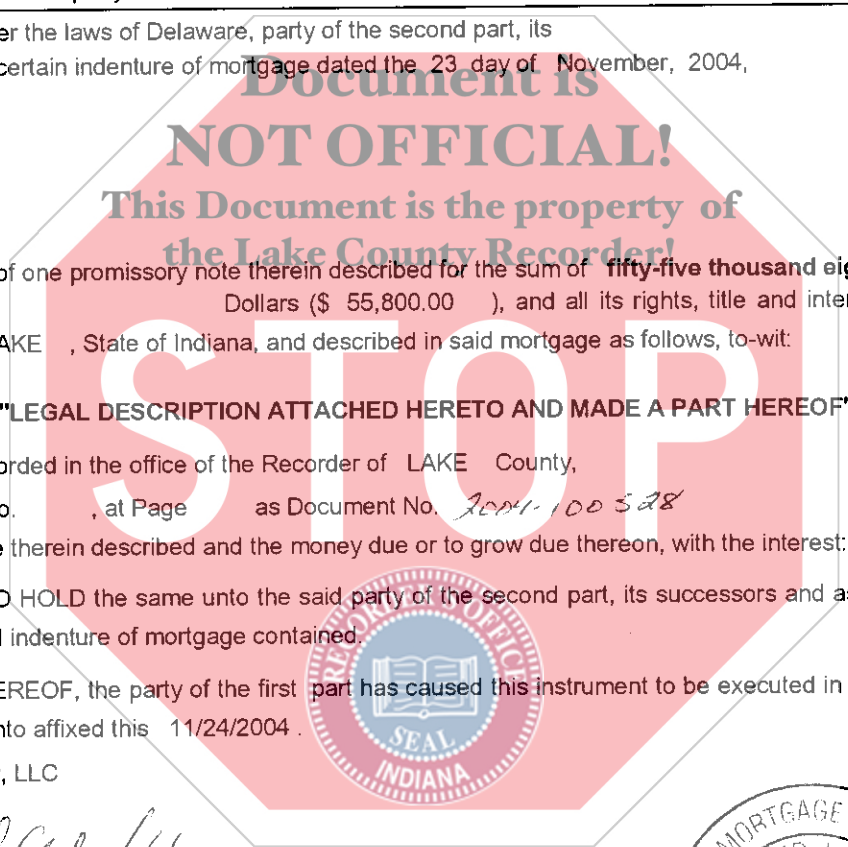 er the laws of Delaware, party of the second part, its
certain indenture of mortgage dated the 23 day of November, 2004,
Document is
NOT OFFICIAL!
This Document is the property of
the Lake County Recorder!
of one promissory note therein described for the sum of fifty-five thousand eig
Dollars ($ 55,800.00 ), and all its rights, title and inter
AKE , State of Indiana, and described in said mortgage as follows, to-wit:
STOP
"LEGAL DESCRIPTION ATTACHED HERETO AND MADE A PART HEREOF"
orded in the office of the Recorder of LAKE County,
o. , at Page as Document No. 2004-100528
e therein described and the money due or to grow due thereon, with the interest:
O HOLD the same unto the said party of the second part, its successors and as
d indenture of mortgage contained.
EREOF, the party of the first part has caused this instrument to be executed in
nto affixed this 11/24/2004 .
, LLC
RECORDER'S OFFICE
SEAL
INDIANA
MORTGAGE